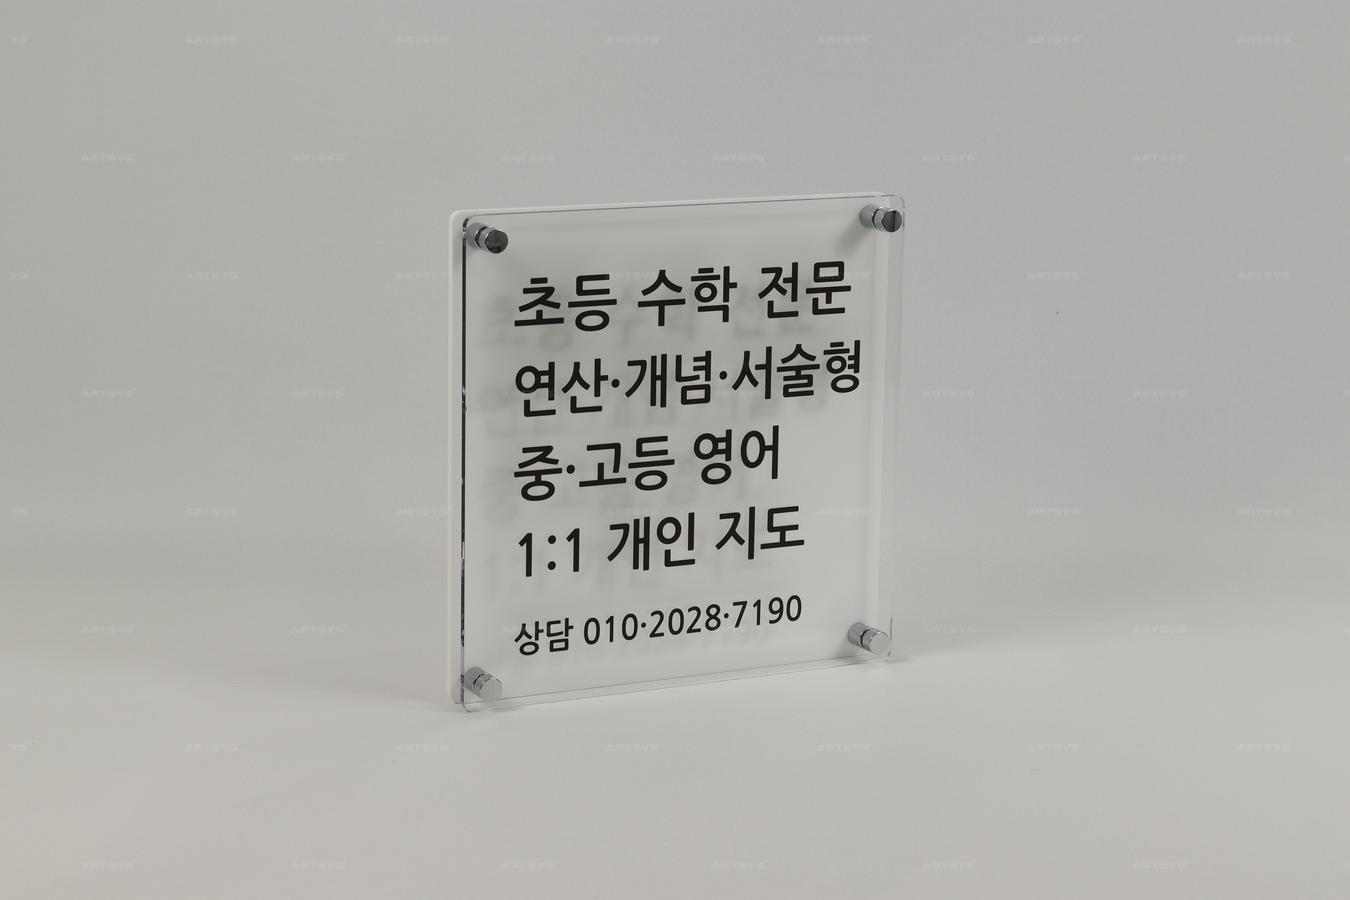 초등 수학 전문
연산·개념·서술형
중·고등 영어
1:1 개인 지도
상담 010·2028·7190
ARTSYS